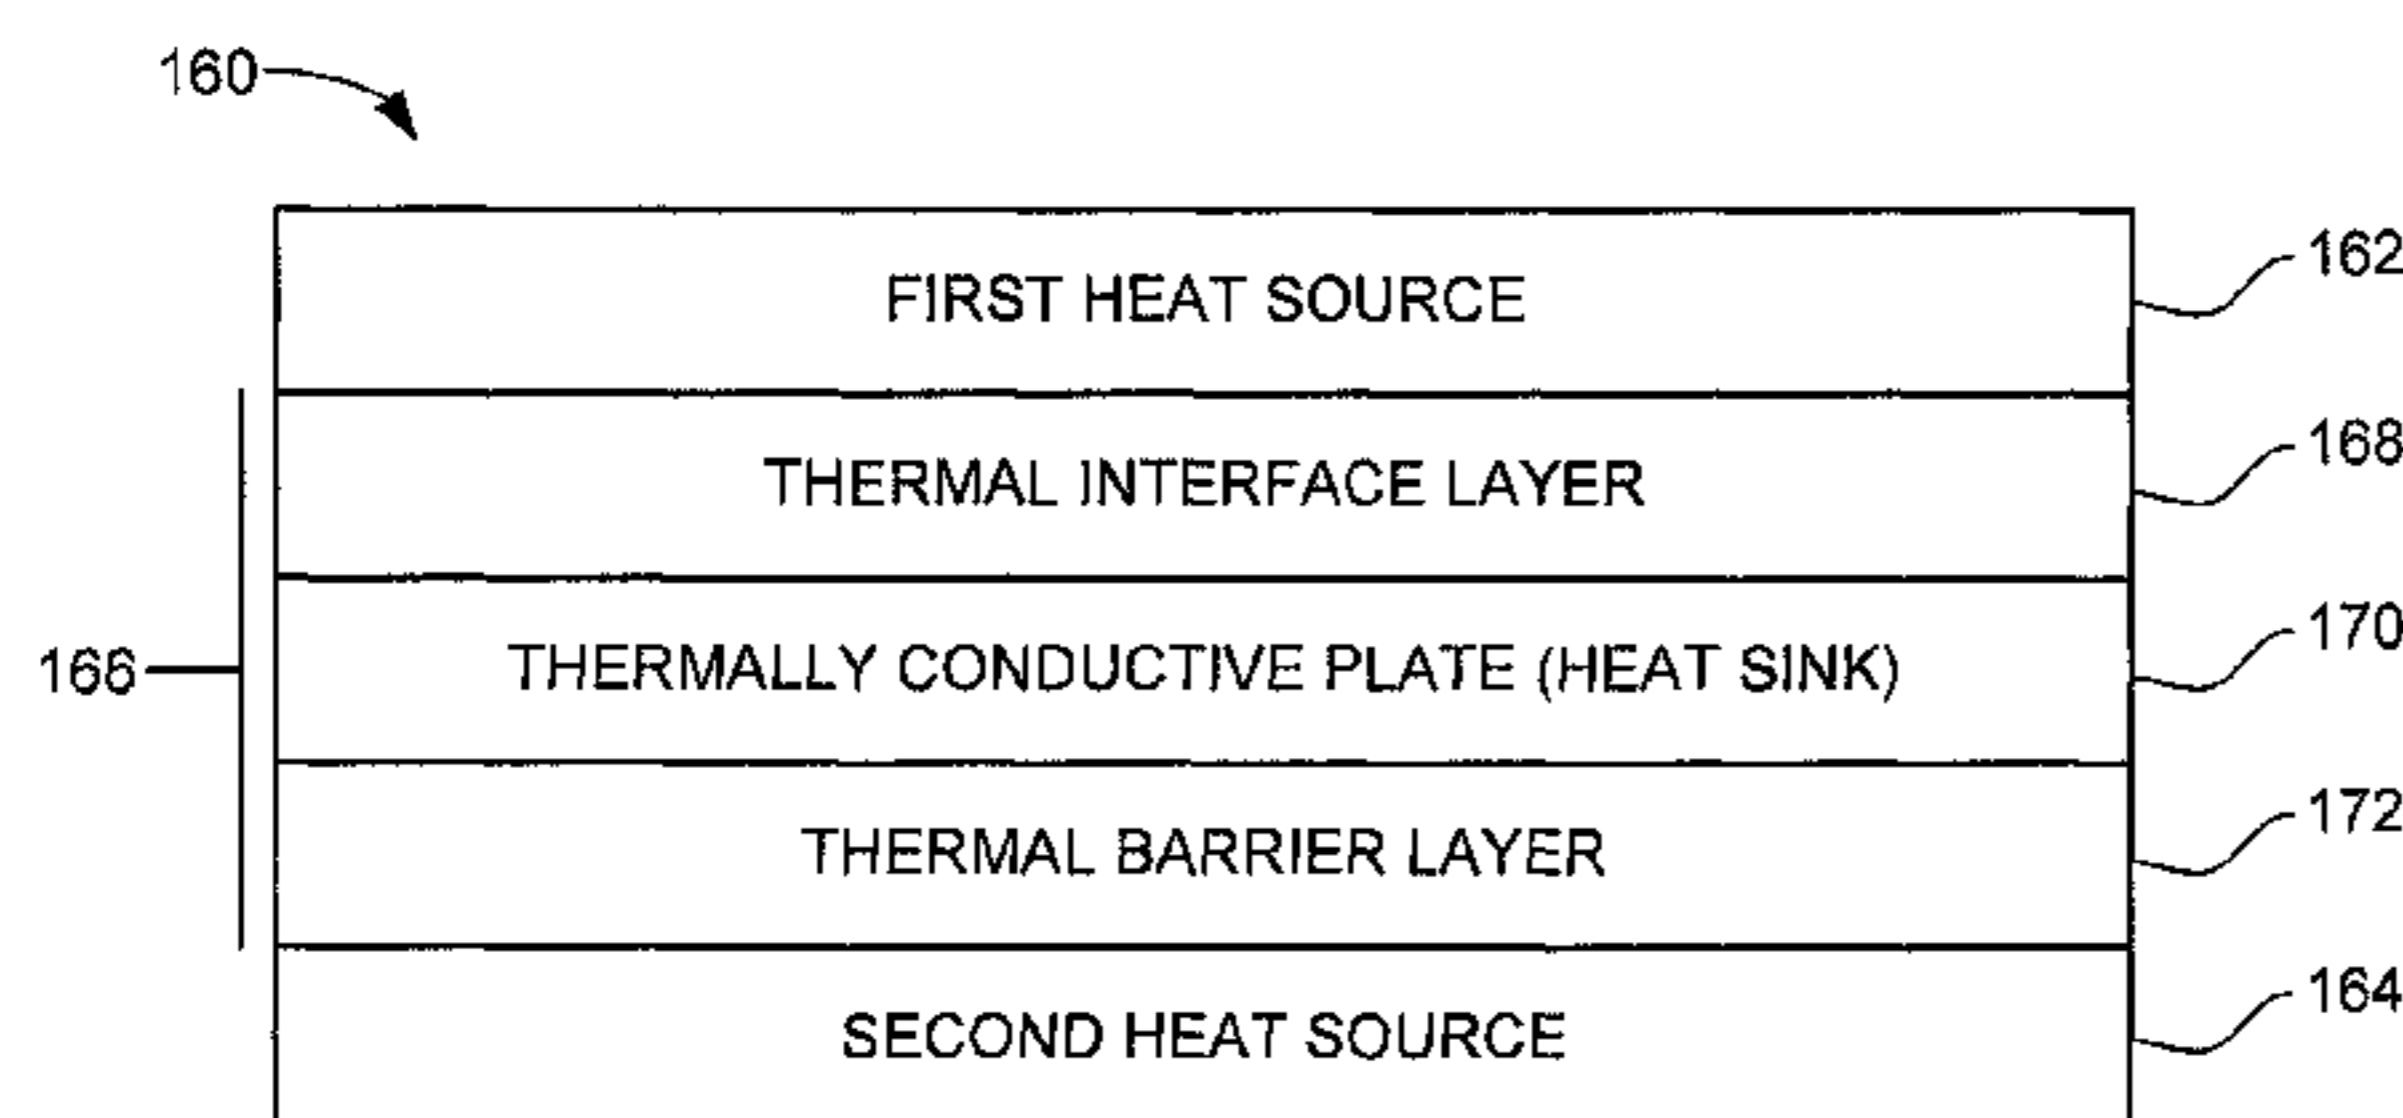 160
FIRST HEAT SOURCE 162
THERMAL INTERFACE LAYER 168
166 THERMALLY CONDUCTIVE PLATE (HEAT SINK) 170
THERMAL BARRIER LAYER 172
SECOND HEAT SOURCE 164